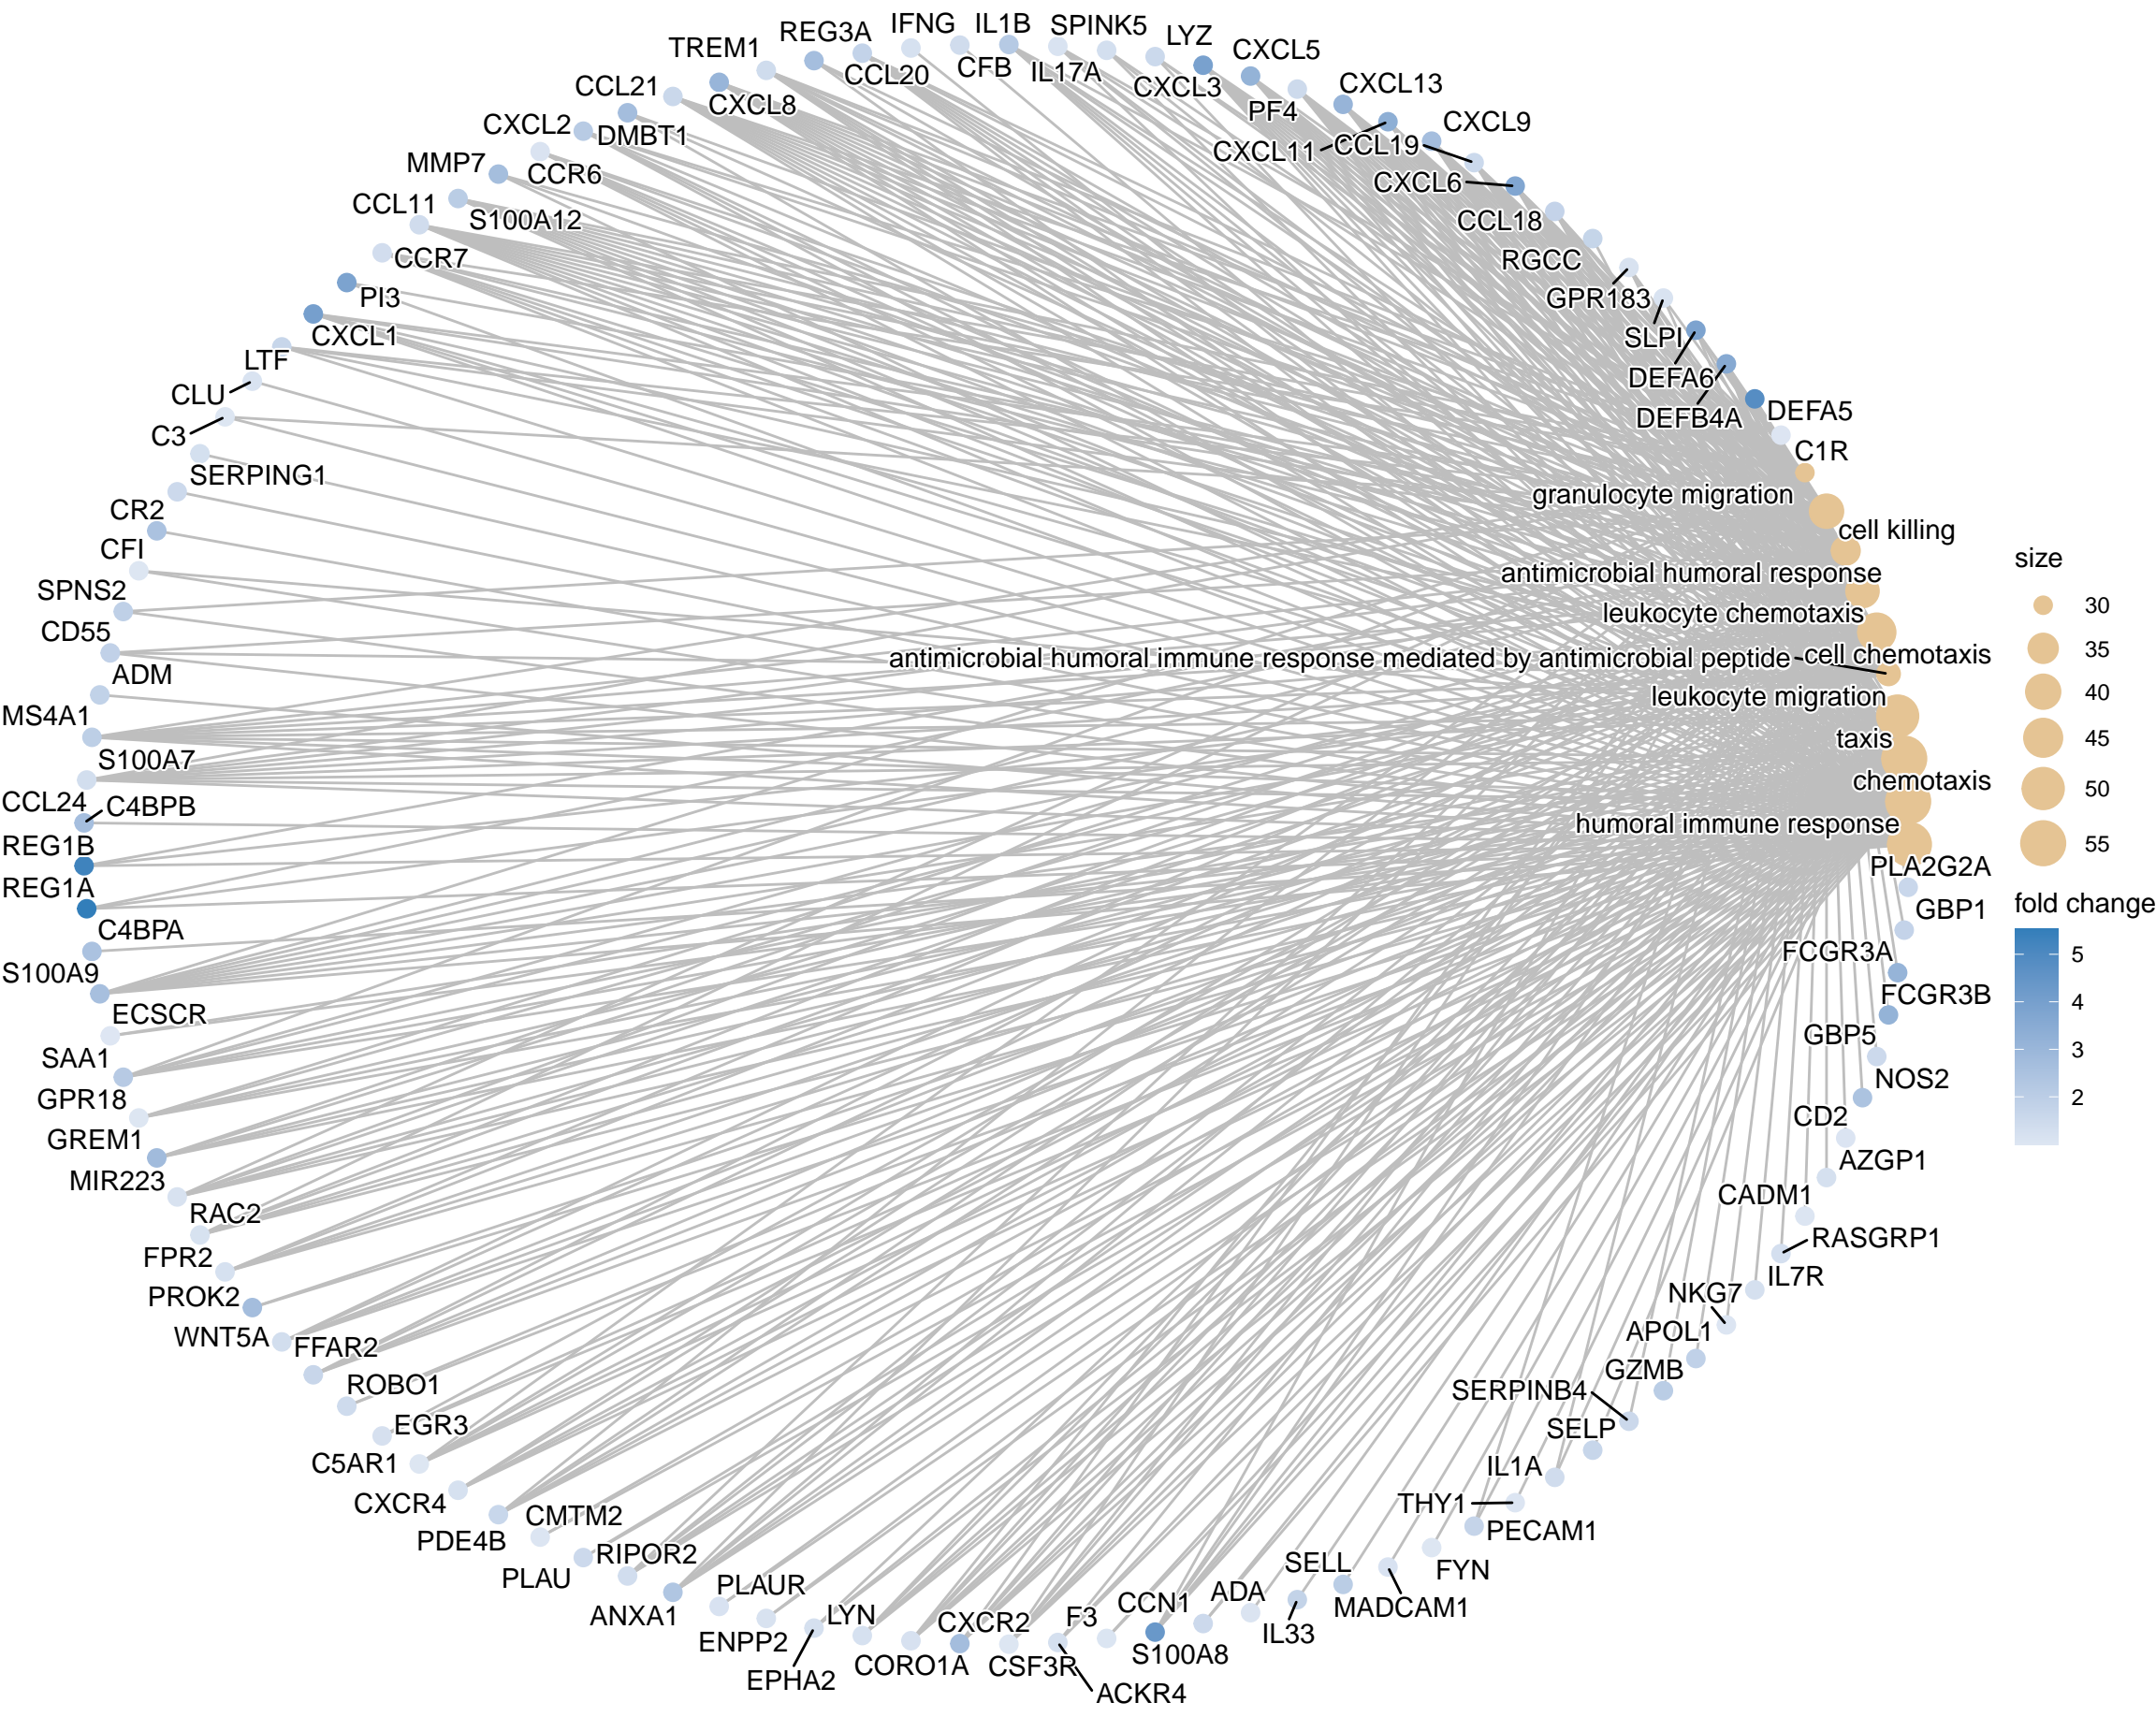 IFNG
IL1B
SPINK5
REG3A
LYZ
TREM1
CXCL5
CCL20
CFB
IL17A
CCL21
CXCL8
CXCL3
CXCL13
PF4
CXCL2
DMBT1
CXCL9
CXCL11
CCL19
MMP7
CCR6
CXCL6
CCL11
S100A12
CCL18
CCR7
RGCC
PI3
GPR183
CXCL1
SLPI
LTF
DEFA6
CLU
DEFB4A
DEFA5
C3
C1R
SERPING1
granulocyte migration
CR2
cell killing
CFI
antimicrobial humoral response
SPNS2
leukocyte chemotaxis
CD55
antimicrobial humoral immune response mediated by antimicrobial peptide
cell chemotaxis
ADM
leukocyte migration
MS4A1
taxis
S100A7
chemotaxis
CCL24
C4BPB
humoral immune response
REG1B
PLA2G2A
REG1A
GBP1
C4BPA
FCGR3A
S100A9
FCGR3B
ECSCR
GBP5
SAA1
NOS2
GPR18
CD2
GREM1
AZGP1
MIR223
CADM1
RAC2
RASGRP1
FPR2
IL7R
PROK2
NKG7
WNT5A
APOL1
FFAR2
GZMB
ROBO1
SERPINB4
EGR3
SELP
C5AR1
IL1A
CXCR4
THY1
CMTM2
PDE4B
PECAM1
RIPOR2
FYN
PLAU
SELL
PLAUR
ADA
ANXA1
CCN1
MADCAM1
LYN
CXCR2
F3
IL33
ENPP2
S100A8
CORO1A
CSF3R
EPHA2
ACKR4
size
30
35
40
45
50
55
fold change
5
4
3
2